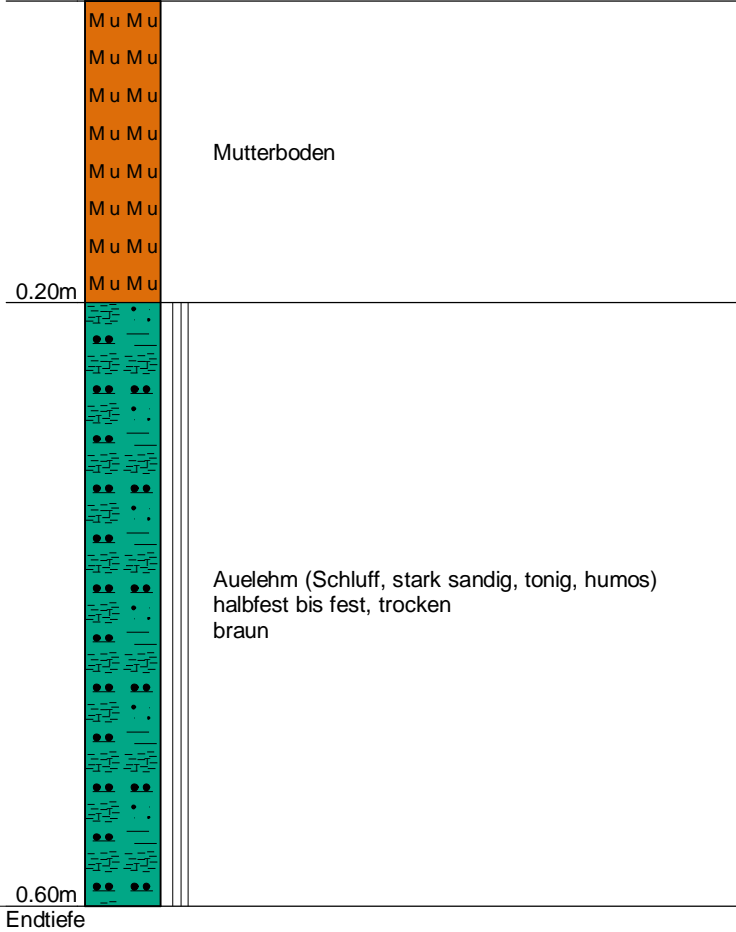 M u M u
M u M u
M u M u
M u M u
Mutterboden
M u M u
M u M u
M u M u
0.20m M u M u
Auelehm (Schluff, stark sandig, tonig, humos)
halbfest bis fest, trocken
braun
0.60m
Endtiefe